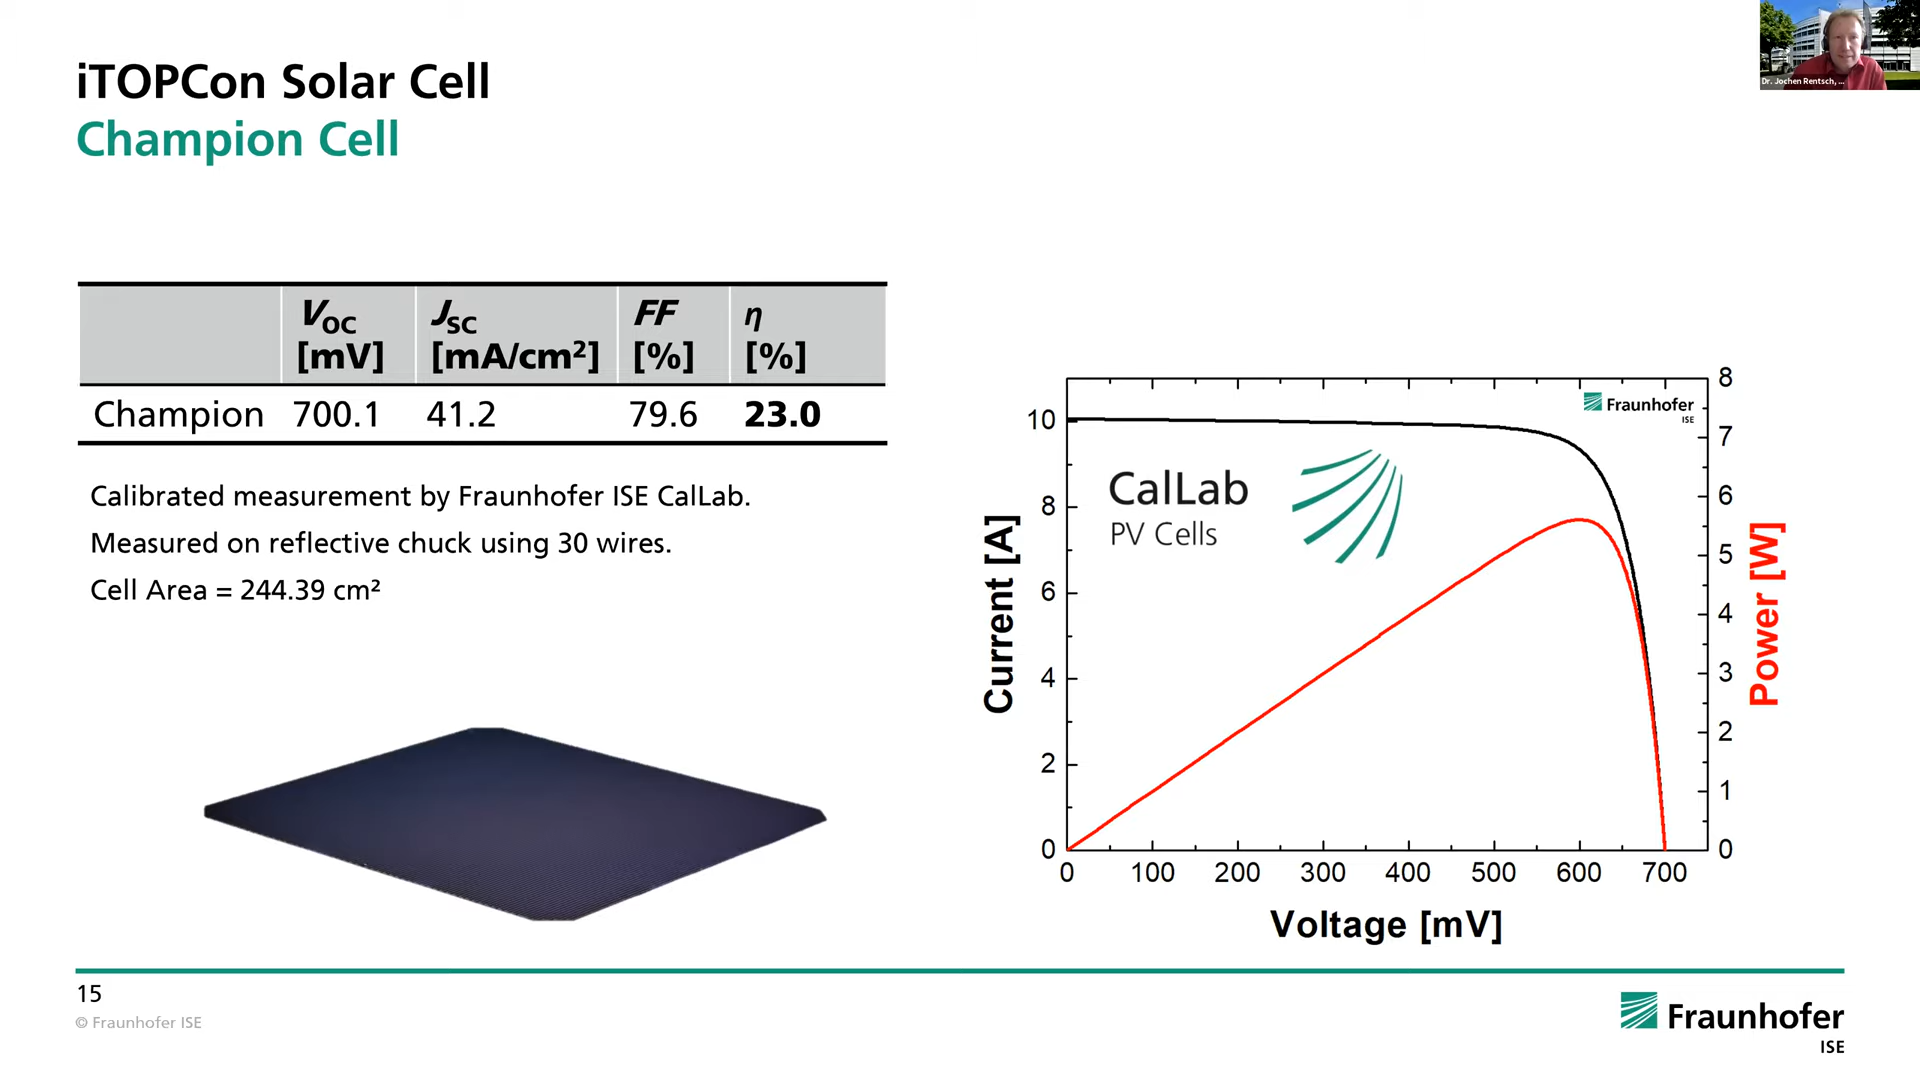 iTOPCon Solar Cell
Champion Cell
Dr. Jochen Rentsch, ...
VOC [mV] JSC [mA/cm²] FF [%] η [%]
Champion 700.1 41.2 79.6 23.0
Calibrated measurement by Fraunhofer ISE CalLab.
Measured on reflective chuck using 30 wires.
Cell Area = 244.39 cm²
Fraunhofer
ISE
CalLab
PV Cells
Current [A]
10
8
6
4
2
0
Power [W]
8
7
6
5
4
3
2
1
0
0 100 200 300 400 500 600 700
Voltage [mV]
15
© Fraunhofer ISE
Fraunhofer
ISE